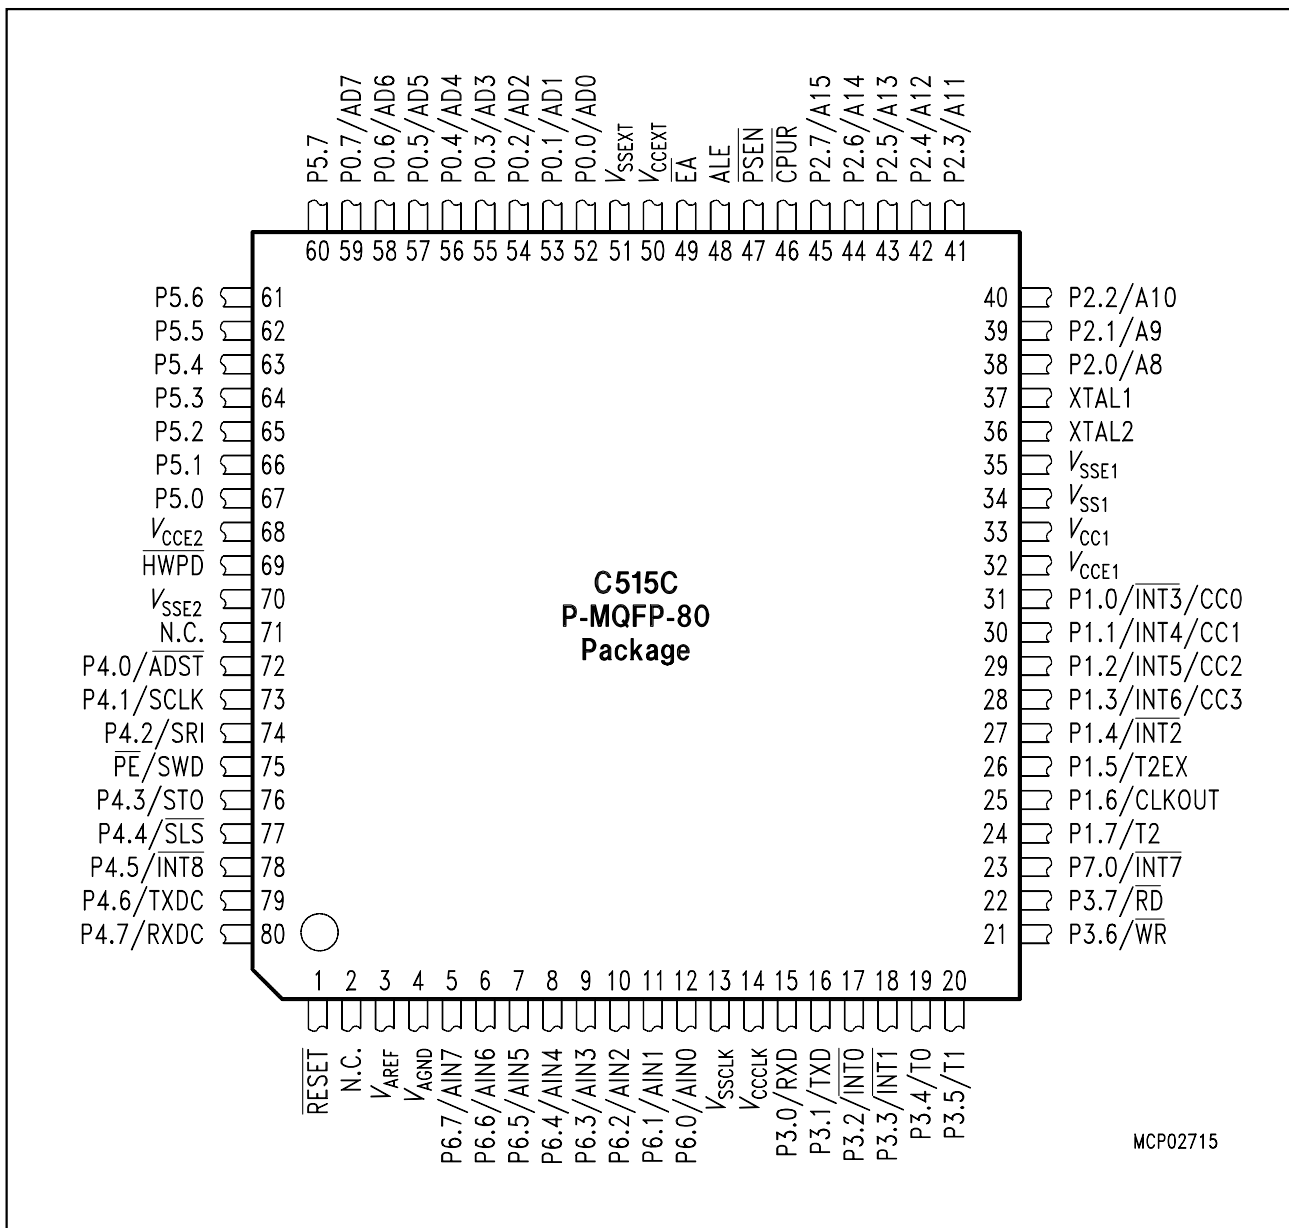 P5.7
P0.7/AD7
P0.6/AD6
P0.5/AD5
P0.4/AD4
P0.3/AD3
P0.2/AD2
P0.1/AD1
P0.0/AD0
VSSEXT
VCCEXT
EA
ALE
PSEN
CPUR
P2.7/A15
P2.6/A14
P2.5/A13
P2.4/A12
P2.3/A11
60 59 58 57 56 55 54 53 52 51 50 49 48 47 46 45 44 43 42 41
P5.6 61
P5.5 62
P5.4 63
P5.3 64
P5.2 65
P5.1 66
P5.0 67
VCCE2 68
HWPD 69
VSSE2 70
N.C. 71
P4.0/ADST 72
P4.1/SCLK 73
P4.2/SRI 74
PE/SWD 75
P4.3/STO 76
P4.4/SLS 77
P4.5/INT8 78
P4.6/TXDC 79
P4.7/RXDC 80
C515C
P-MQFP-80
Package
40 P2.2/A10
39 P2.1/A9
38 P2.0/A8
37 XTAL1
36 XTAL2
35 VSSE1
34 VSS1
33 VCC1
32 VCCE1
31 P1.0/INT3/CC0
30 P1.1/INT4/CC1
29 P1.2/INT5/CC2
28 P1.3/INT6/CC3
27 P1.4/INT2
26 P1.5/T2EX
25 P1.6/CLKOUT
24 P1.7/T2
23 P7.0/INT7
22 P3.7/RD
21 P3.6/WR
1 2 3 4 5 6 7 8 9 10 11 12 13 14 15 16 17 18 19 20
RESET
N.C.
VAREF
VAGND
P6.7/AIN7
P6.6/AIN6
P6.5/AIN5
P6.4/AIN4
P6.3/AIN3
P6.2/AIN2
P6.1/AIN1
P6.0/AIN0
VSSCLK
VCCCLK
P3.0/RXD
P3.1/TXD
P3.2/INT0
P3.3/INT1
P3.4/T0
P3.5/T1
MCP02715